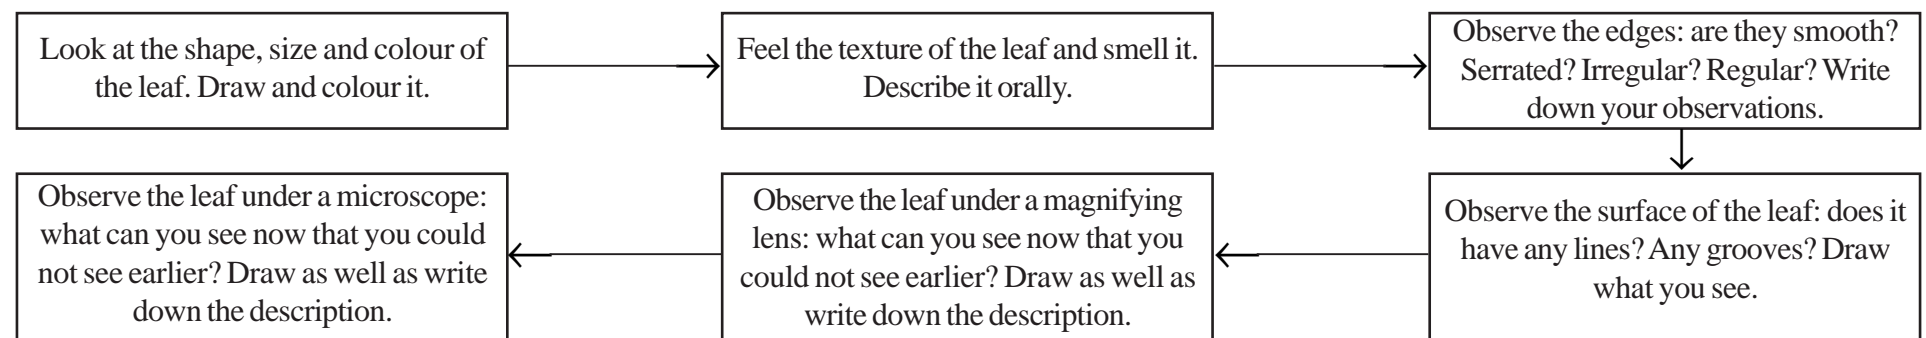 Look at the shape, size and colour of
the leaf. Draw and colour it.
Feel the texture of the leaf and smell it.
Describe it orally.
Observe the edges: are they smooth?
Serrated? Irregular? Regular? Write
down your observations.
Observe the surface of the leaf: does it
have any lines? Any grooves? Draw
what you see.
Observe the leaf under a magnifying
lens: what can you see now that you
could not see earlier? Draw as well as
write down the description.
Observe the leaf under a microscope:
what can you see now that you could
not see earlier? Draw as well as write
down the description.